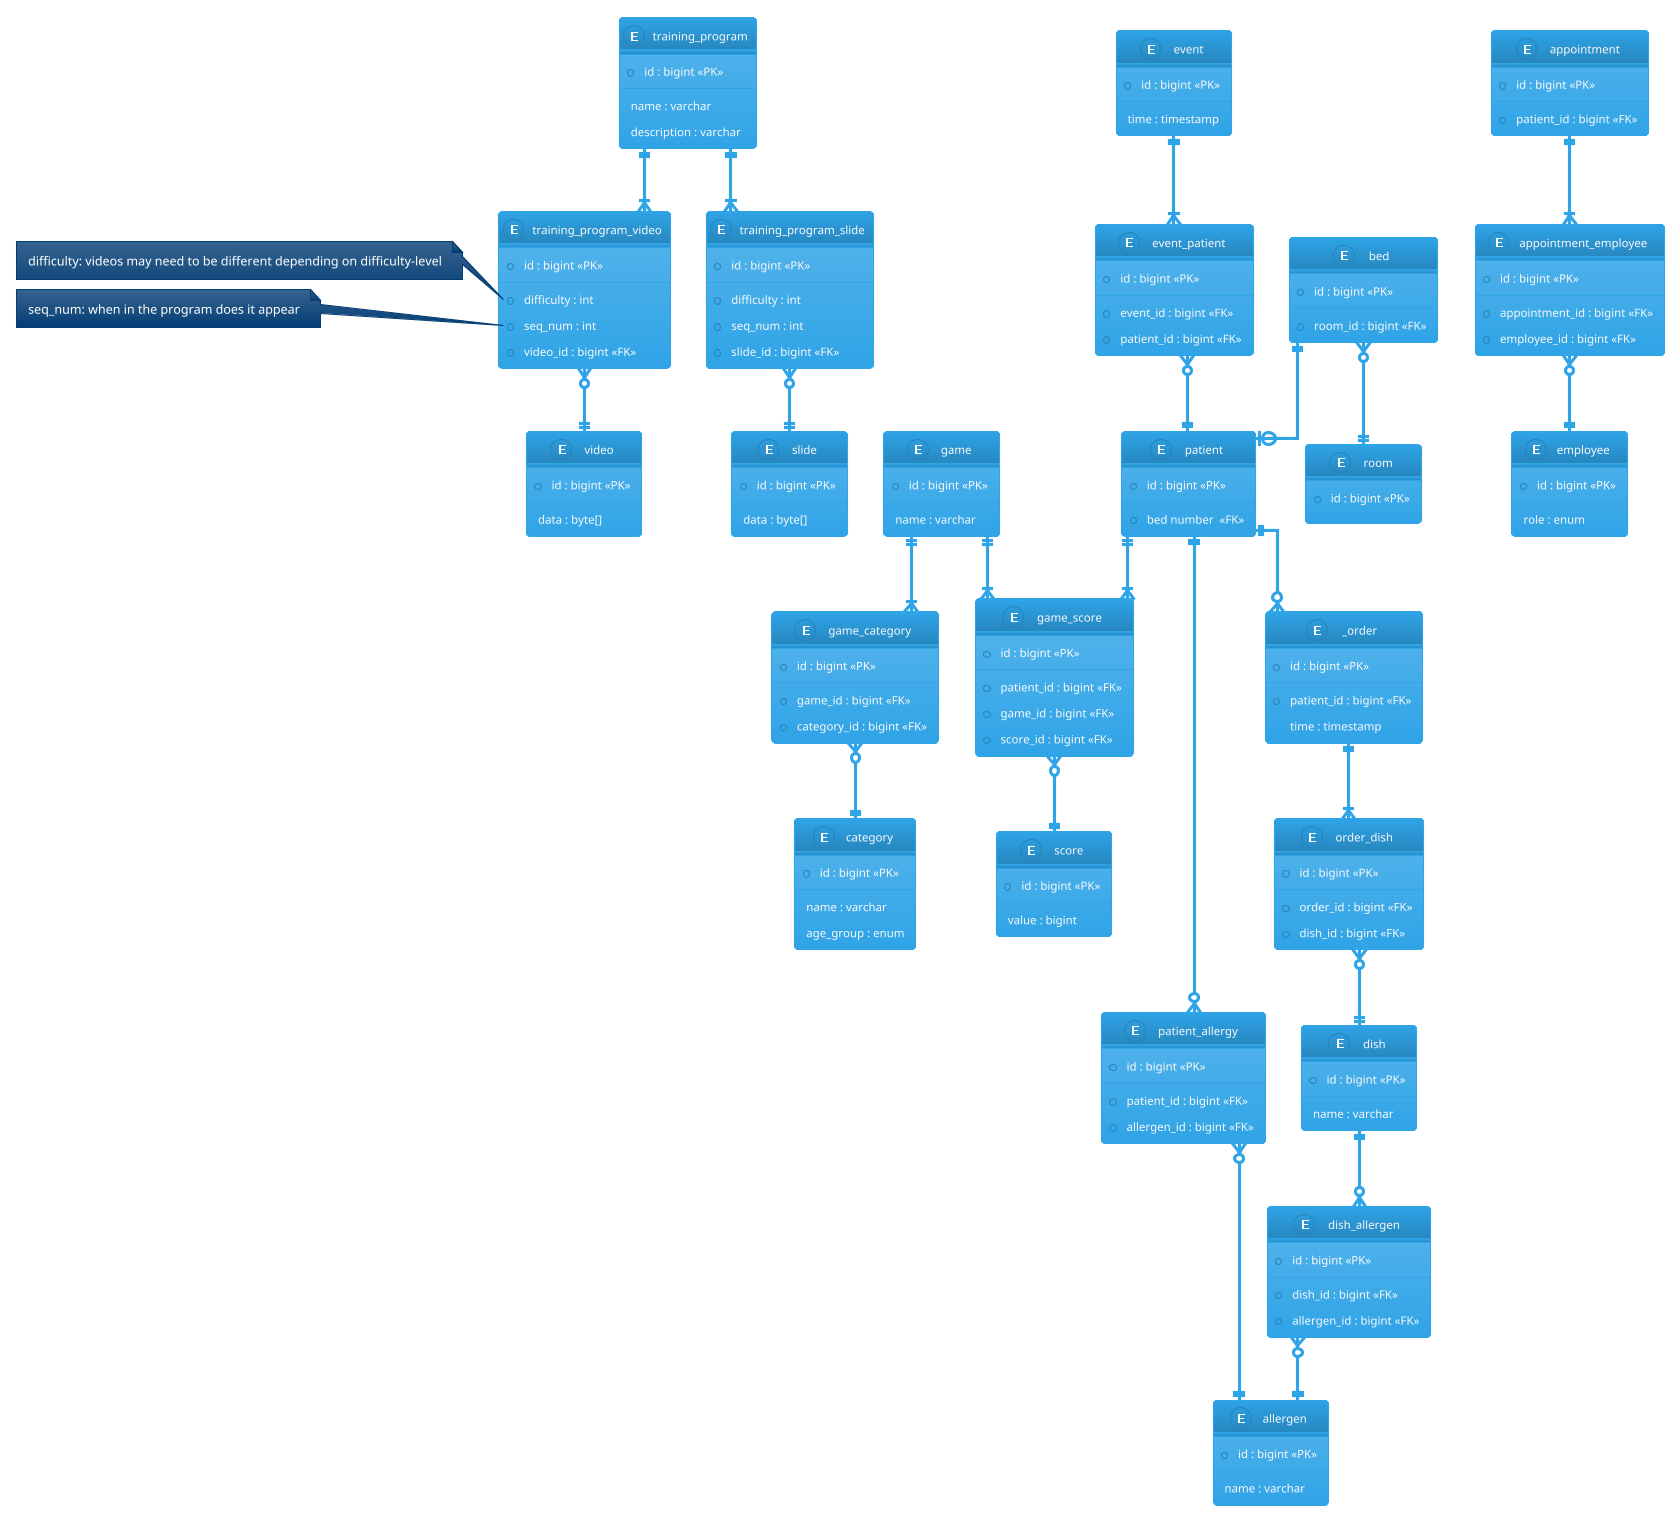 E training_program
id : bigint «PK»
name : varchar
description : varchar
E event
id : bigint «PK»
time : timestamp
E appointment
id : bigint «PK»
patient_id : bigint «FK»
difficulty: videos may need to be different depending on difficulty-level
seq_num: when in the program does it appear
E training_program_video
id : bigint «PK»
difficulty : int
seq_num : int
video_id : bigint «FK»
E training_program_slide
id : bigint «PK»
difficulty : int
seq_num : int
slide_id : bigint «FK»
E event_patient
id : bigint «PK»
event_id : bigint «FK»
patient_id : bigint «FK»
E bed
id : bigint «PK»
room_id : bigint «FK»
E appointment_employee
id : bigint «PK»
appointment_id : bigint «FK»
employee_id : bigint «FK»
E video
id : bigint «PK»
data : byte[]
E slide
id : bigint «PK»
data : byte[]
E game
id : bigint «PK»
name : varchar
E patient
id : bigint «PK»
bed number «FK»
E room
id : bigint «PK»
E employee
id : bigint «PK»
role : enum
E game_category
id : bigint «PK»
game_id : bigint «FK»
category_id : bigint «FK»
E game_score
id : bigint «PK»
patient_id : bigint «FK»
game_id : bigint «FK»
score_id : bigint «FK»
E _order
id : bigint «PK»
patient_id : bigint «FK»
time : timestamp
E category
id : bigint «PK»
name : varchar
age_group : enum
E score
id : bigint «PK»
value : bigint
E order_dish
id : bigint «PK»
order_id : bigint «FK»
dish_id : bigint «FK»
E patient_allergy
id : bigint «PK»
patient_id : bigint «FK»
allergen_id : bigint «FK»
E dish
id : bigint «PK»
name : varchar
E dish_allergen
id : bigint «PK»
dish_id : bigint «FK»
allergen_id : bigint «FK»
E allergen
id : bigint «PK»
name : varchar